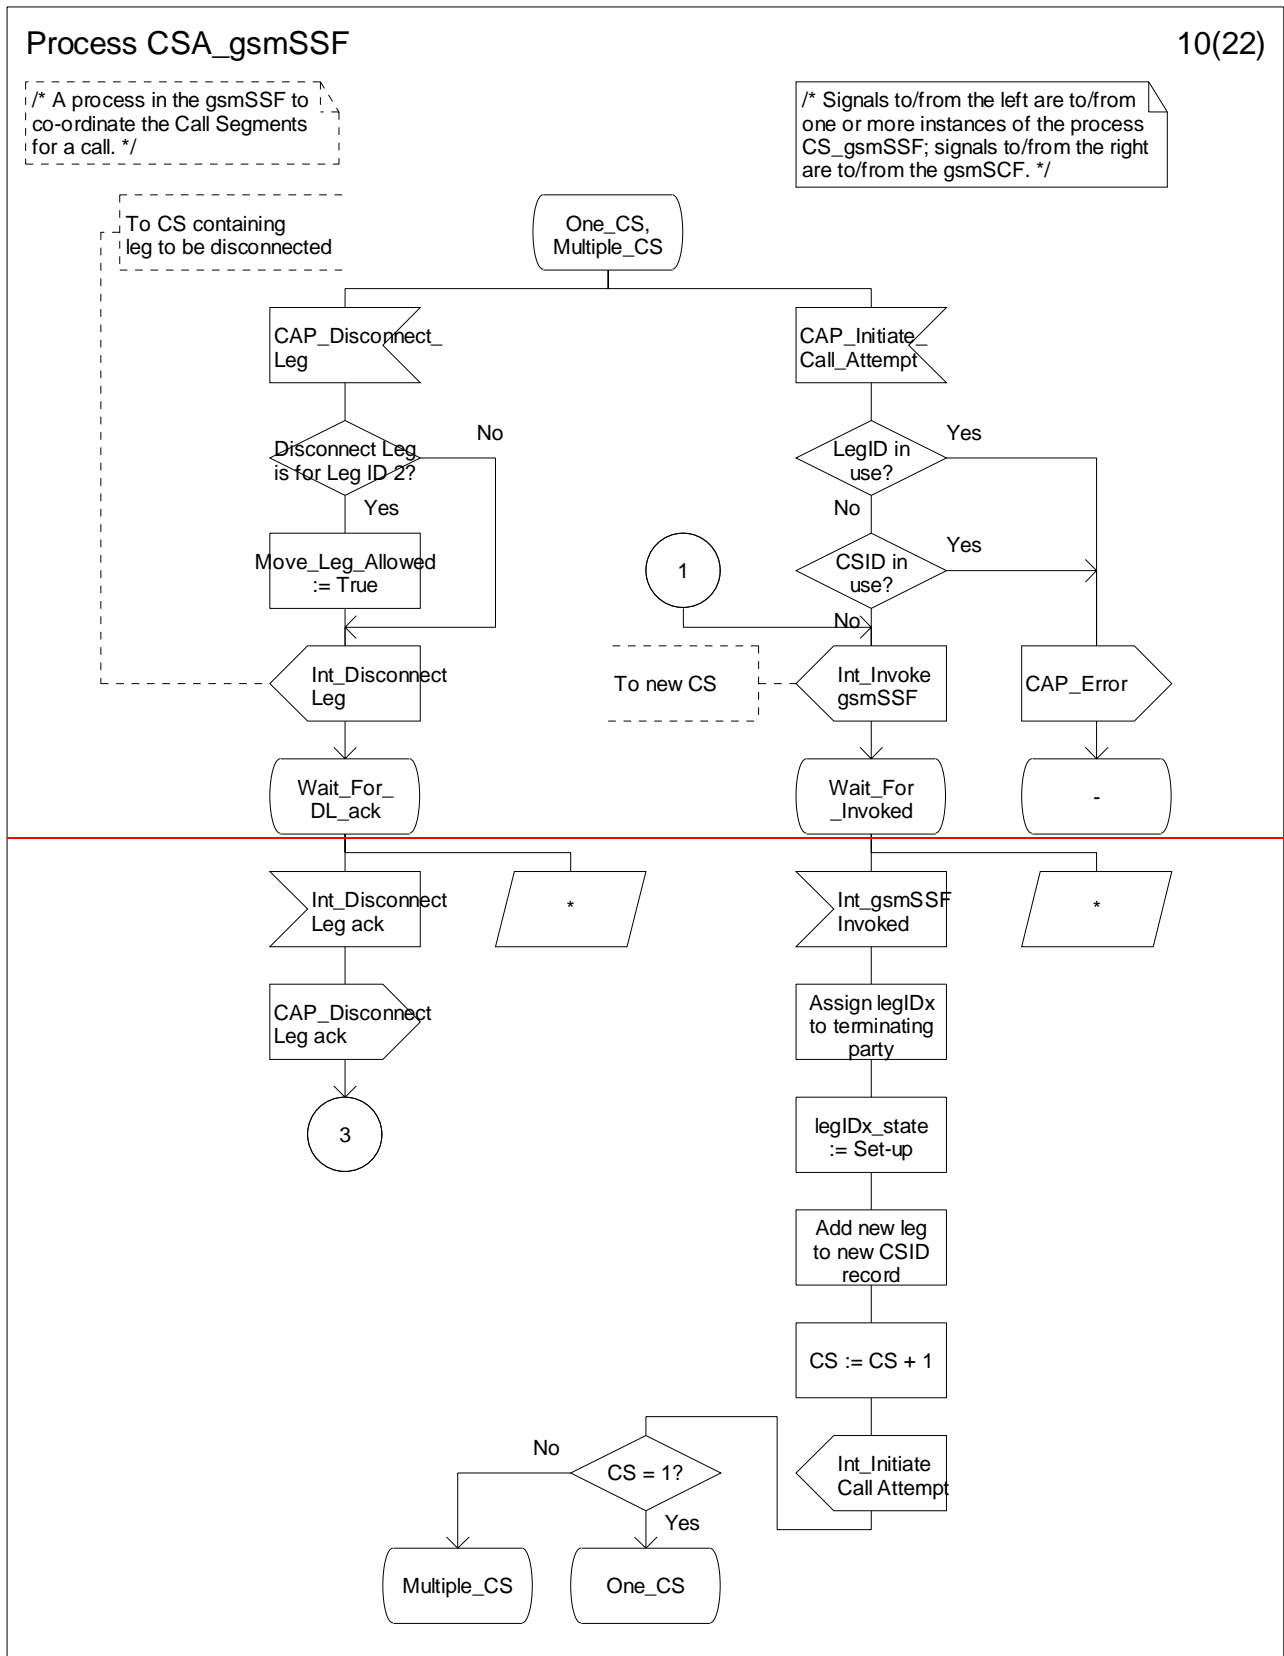 Process CSA_gsmSSF
10(22)
/* A process in the gsmSSF to
co-ordinate the Call Segments
for a call. */
/* Signals to/from the left are to/from
one or more instances of the process
CS_gsmSSF; signals to/from the right
are to/from the gsmSCF. */
To CS containing
leg to be disconnected
One_CS,
Multiple_CS
CAP_Disconnect_
Leg
CAP_Initiate_
Call_Attempt
Disconnect Leg
is for Leg ID 2?
No
Yes
LegID in
use?
Yes
No
Move_Leg_Allowed
:= True
1
CSID in
use?
Yes
No
Int_Disconnect
Leg
To new CS
Int_Invoke
gsmSSF
CAP_Error
Wait_For_
DL_ack
Wait_For
_Invoked
-
Int_Disconnect
Leg ack
*
Int_gsmSSF
Invoked
*
CAP_Disconnect
Leg ack
Assign legIDx
to terminating
party
3
legIDx_state
:= Set-up
Add new leg
to new CSID
record
CS := CS + 1
Int_Initiate
Call Attempt
No
CS = 1?
Yes
Multiple_CS
One_CS